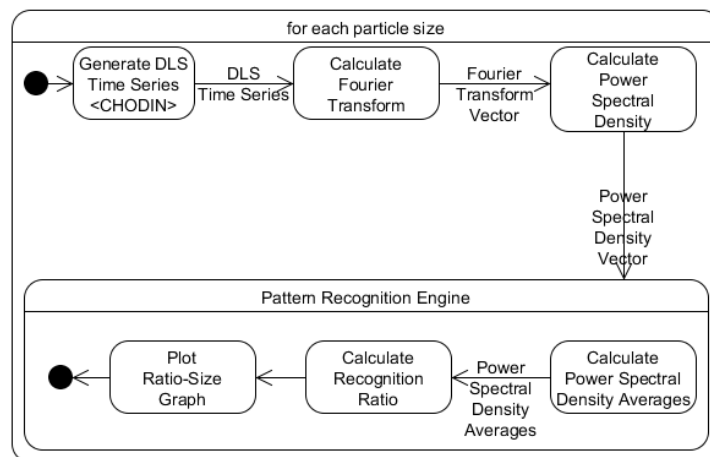 for each particle size
Generate DLS
Time Series
<CHODIN>
DLS
Time Series
Calculate
Fourier
Transform
Fourier
Transform
Vector
Calculate
Power
Spectral
Density
Power
Spectral
Density
Vector
Pattern Recognition Engine
Plot
Ratio-Size
Graph
Calculate
Recognition
Ratio
Power
Spectral
Density
Averages
Calculate
Power Spectral
Density Averages